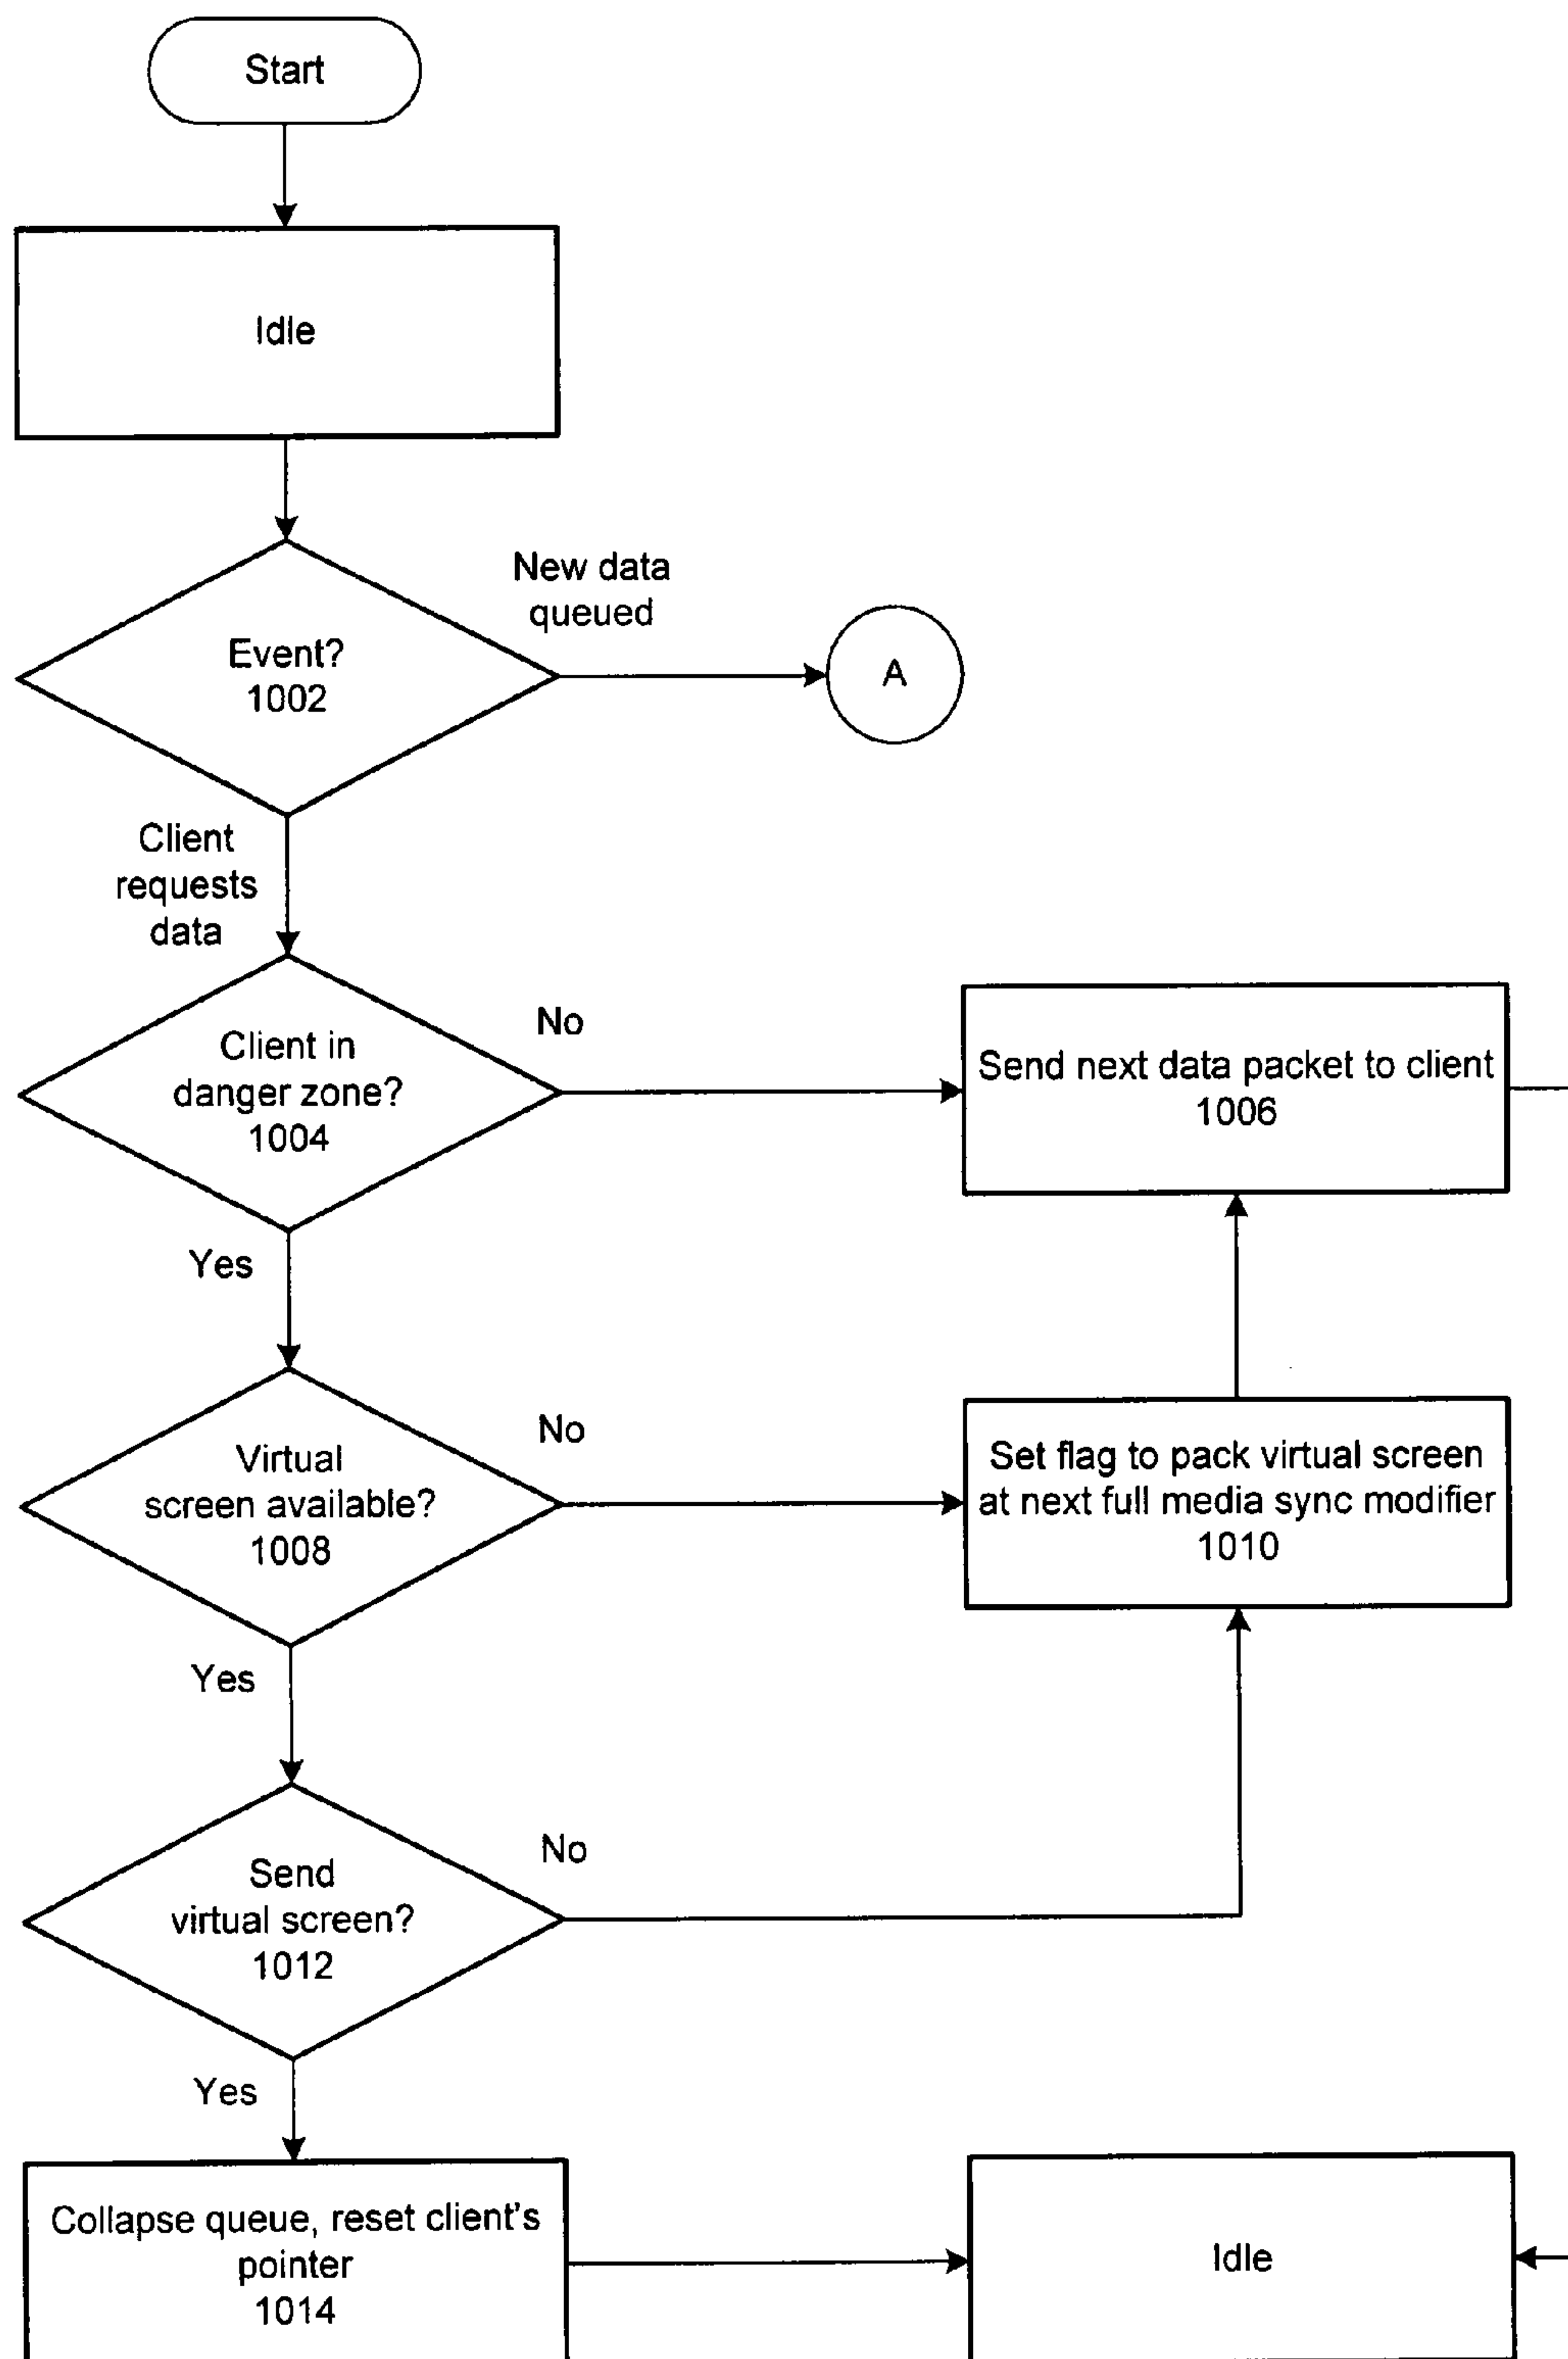 Start
Idle
New data
queued
Event?
1002
A
Client
requests
data
Client in
danger zone?
1004
No
Send next data packet to client
1006
Yes
Virtual
screen available?
1008
No
Set flag to pack virtual screen
at next full media sync modifier
1010
Yes
Send
virtual screen?
1012
No
Yes
Collapse queue, reset client's
pointer
1014
Idle